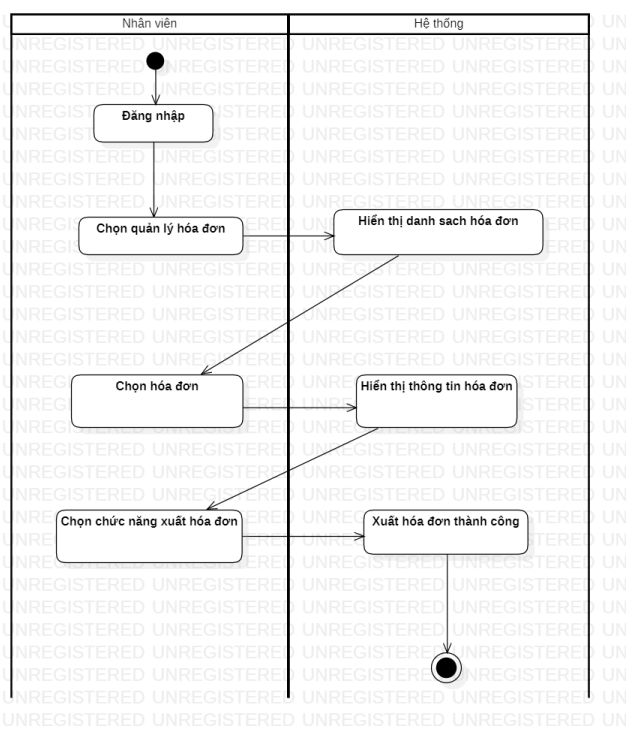 Nhân viên
Hệ thống
Đăng nhập
Chọn quản lý hóa đơn
Hiển thị danh sach hóa đơn
Chọn hóa đơn
Hiển thị thông tin hóa đơn
Chọn chức năng xuất hóa đơn
Xuất hóa đơn thành công
UNREGISTERED